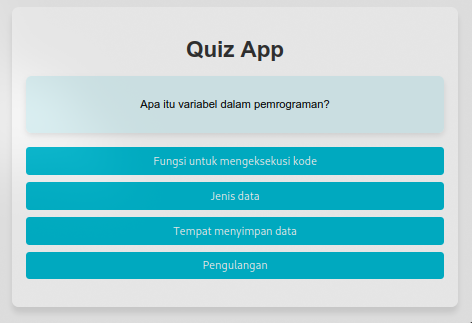 Quiz App
Apa itu variabel dalam pemrograman?
Fungsi untuk mengeksekusi kode
Jenis data
Tempat menyimpan data
Pengulangan